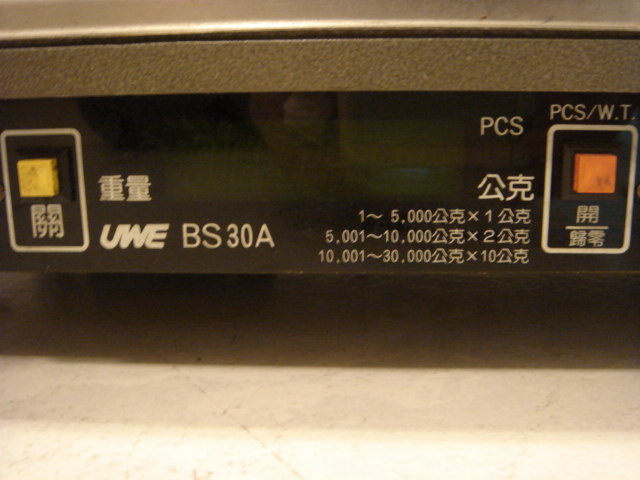 PCS
PCS/W.T.
關
重量
公克
UWE BS30A
1～ 5,000公克×1公克
5,001～10,000公克×2公克
10,001～30,000公克×10公克
開
歸零